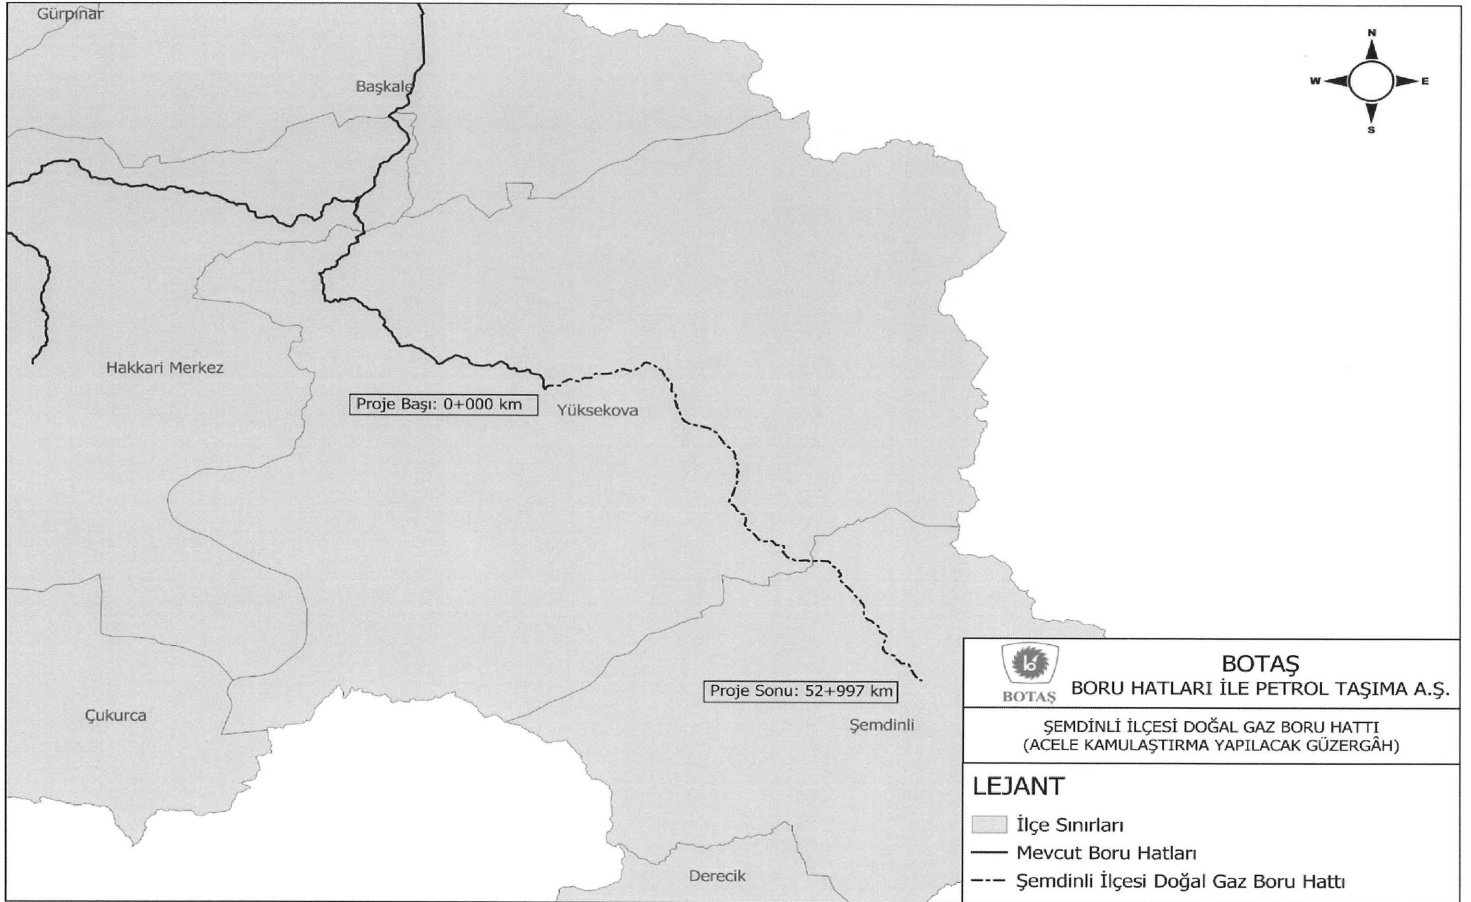 Gürpınar
N
W
E
S
Başkale
Hakkari Merkez
Proje Başı: 0+000 km
Yüksekova
Proje Sonu: 52+997 km
Şemdinli
Çukurca
Derecik
BOTAŞ
BOTAŞ
BORU HATLARI İLE PETROL TAŞIMA A.Ş.
ŞEMDİNLİ İLÇESİ DOĞAL GAZ BORU HATTI
(ACELE KAMULAŞTIRMA YAPILACAK GÜZERGÂH)
LEJANT
İlçe Sınırları
Mevcut Boru Hatları
Şemdinli İlçesi Doğal Gaz Boru Hattı